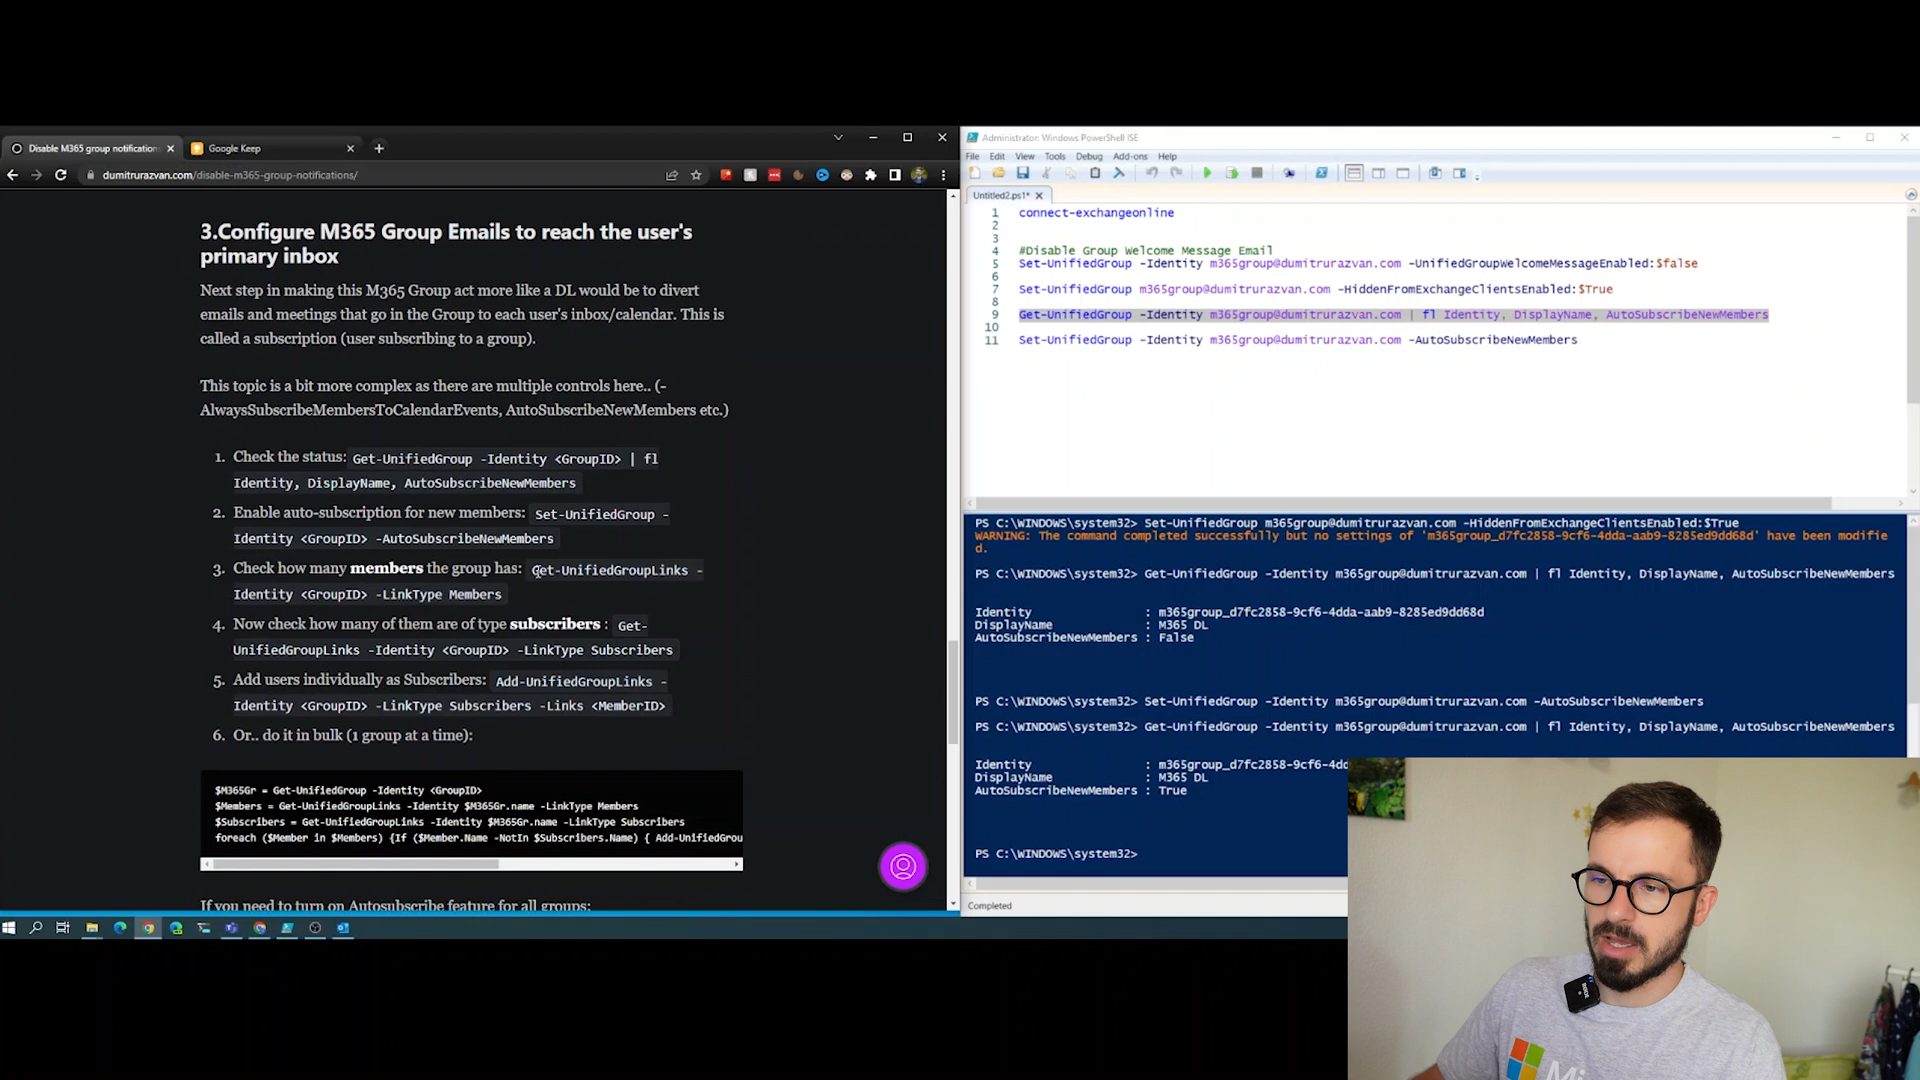 Disable M365 group notification
Google Keep
dumitrurazvan.com/disable-m365-group-notifications/
3.Configure M365 Group Emails to reach the user's
primary inbox
Next step in making this M365 Group act more like a DL would be to divert
emails and meetings that go in the Group to each user's inbox/calendar. This is
called a subscription (user subscribing to a group).
This topic is a bit more complex as there are multiple controls here.. (-
AlwaysSubscribeMembersToCalendarEvents, AutoSubscribeNewMembers etc.)
1. Check the status: Get-UnifiedGroup -Identity <GroupID> | fl
Identity, DisplayName, AutoSubscribeNewMembers
2. Enable auto-subscription for new members: Set-UnifiedGroup -
Identity <GroupID> -AutoSubscribeNewMembers
3. Check how many members the group has: Get-UnifiedGroupLinks -
Identity <GroupID> -LinkType Members
4. Now check how many of them are of type subscribers : Get-
UnifiedGroupLinks -Identity <GroupID> -LinkType Subscribers
5. Add users individually as Subscribers: Add-UnifiedGroupLinks -
Identity <GroupID> -LinkType Subscribers -Links <MemberID>
6. Or.. do it in bulk (1 group at a time):
$M365Gr = Get-UnifiedGroup -Identity <GroupID>
$Members = Get-UnifiedGroupLinks -Identity $M365Gr.name -LinkType Members
$Subscribers = Get-UnifiedGroupLinks -Identity $M365Gr.name -LinkType Subscribers
foreach ($Member in $Members) {If ($Member.Name -NotIn $Subscribers.Name) { Add-UnifiedGrou
If you need to turn on Autosubscribe feature for all groups:
Administrator: Windows PowerShell ISE
File Edit View Tools Debug Add-ons Help
Untitled2.ps1*
1 connect-exchangeonline
2
3
4 #Disable Group Welcome Message Email
5 Set-UnifiedGroup -Identity m365group@dumitrurazvan.com -UnifiedGroupWelcomeMessageEnabled:$false
6
7 Set-UnifiedGroup m365group@dumitrurazvan.com -HiddenFromExchangeClientsEnabled:$True
8
9 Get-UnifiedGroup -Identity m365group@dumitrurazvan.com | fl Identity, DisplayName, AutoSubscribeNewMembers
10
11 Set-UnifiedGroup -Identity m365group@dumitrurazvan.com -AutoSubscribeNewMembers
PS C:\WINDOWS\system32> Set-UnifiedGroup m365group@dumitrurazvan.com -HiddenFromExchangeClientsEnabled:$True
WARNING: The command completed successfully but no settings of 'm365group_d7fc2858-9cf6-4dda-aab9-8285ed9dd68d' have been modifie
d.
PS C:\WINDOWS\system32> Get-UnifiedGroup -Identity m365group@dumitrurazvan.com | fl Identity, DisplayName, AutoSubscribeNewMembers
Identity : m365group_d7fc2858-9cf6-4dda-aab9-8285ed9dd68d
DisplayName : M365 DL
AutoSubscribeNewMembers : False
PS C:\WINDOWS\system32> Set-UnifiedGroup -Identity m365group@dumitrurazvan.com -AutoSubscribeNewMembers
PS C:\WINDOWS\system32> Get-UnifiedGroup -Identity m365group@dumitrurazvan.com | fl Identity, DisplayName, AutoSubscribeNewMembers
Identity : m365group_d7fc2858-9cf6-4dd
DisplayName : M365 DL
AutoSubscribeNewMembers : True
PS C:\WINDOWS\system32>
Completed